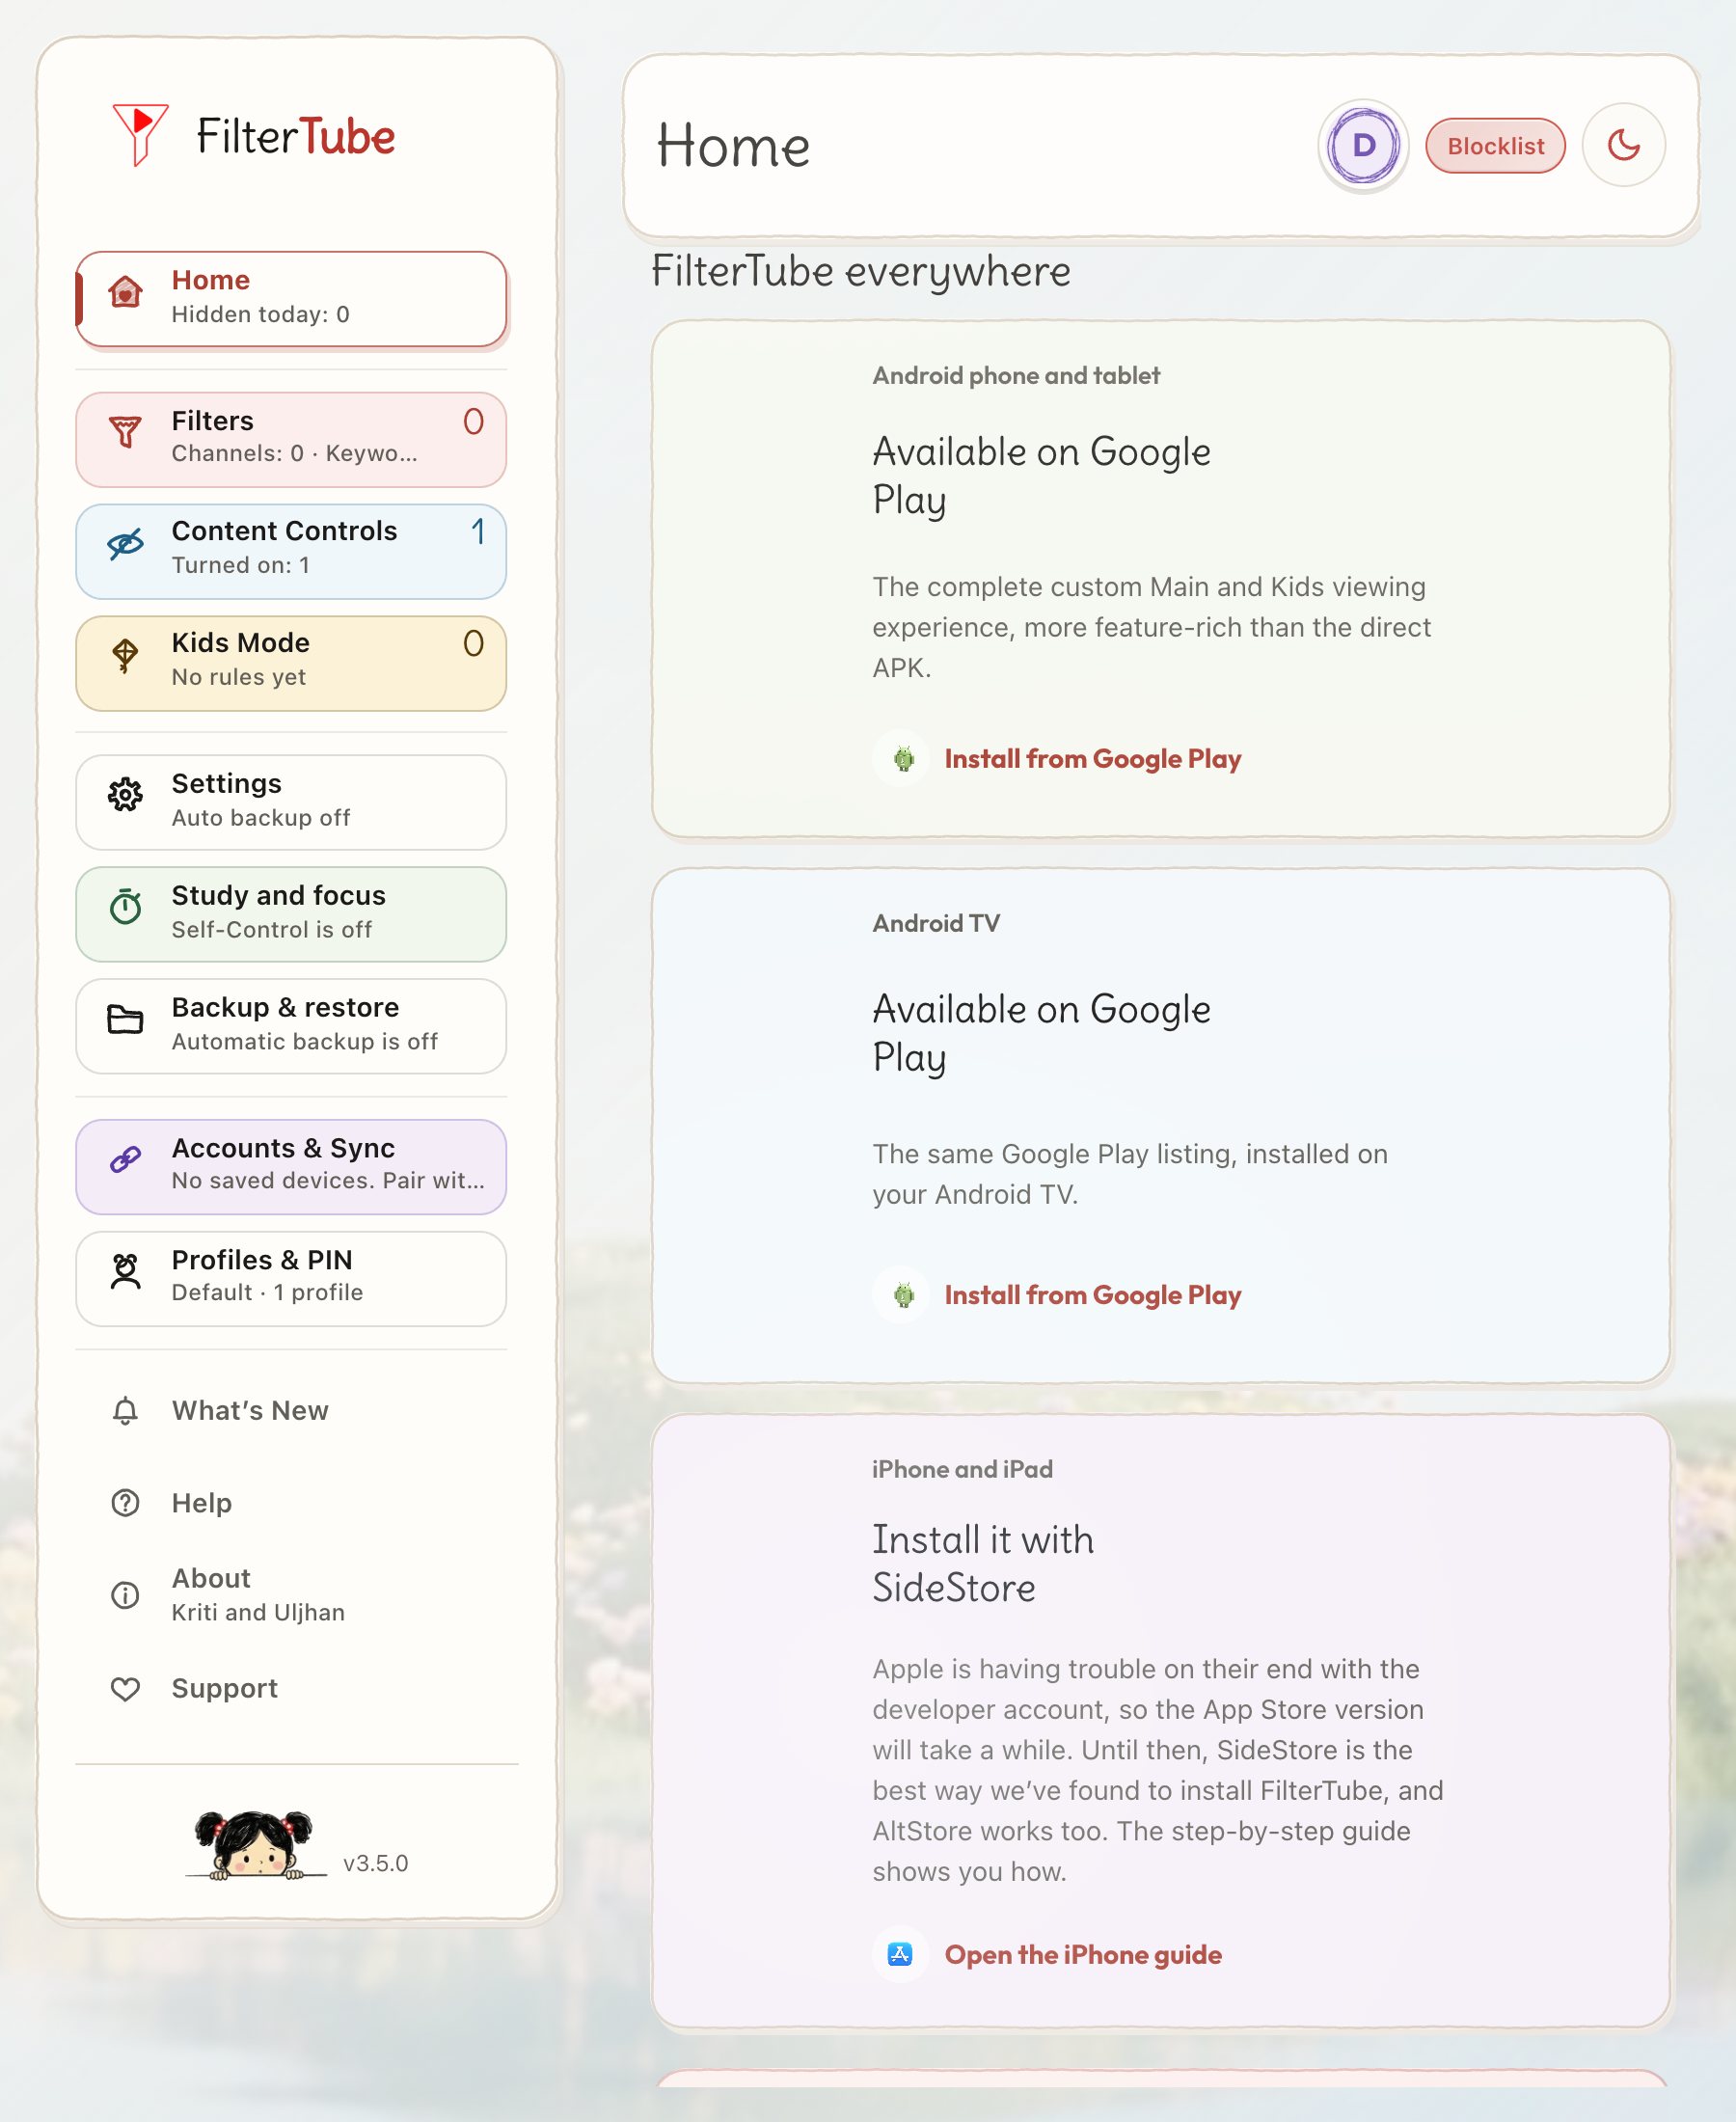 FilterTube
Home
Hidden today: 0
Filters
0
Channels: 0 · Keywo...
Content Controls
1
Turned on: 1
Kids Mode
0
No rules yet
Settings
Auto backup off
Study and focus
Self-Control is off
Backup & restore
Automatic backup is off
Accounts & Sync
No saved devices. Pair wit...
Profiles & PIN
Default · 1 profile
What's New
Help
About
Kriti and Uljhan
Support
v3.5.0
Home
D
Blocklist
FilterTube everywhere
Android phone and tablet
Available on Google
Play
The complete custom Main and Kids viewing
experience, more feature-rich than the direct
APK.
Install from Google Play
Android TV
Available on Google
Play
The same Google Play listing, installed on
your Android TV.
Install from Google Play
iPhone and iPad
Install it with
SideStore
Apple is having trouble on their end with the
developer account, so the App Store version
will take a while. Until then, SideStore is the
best way we've found to install FilterTube, and
AltStore works too. The step-by-step guide
shows you how.
Open the iPhone guide